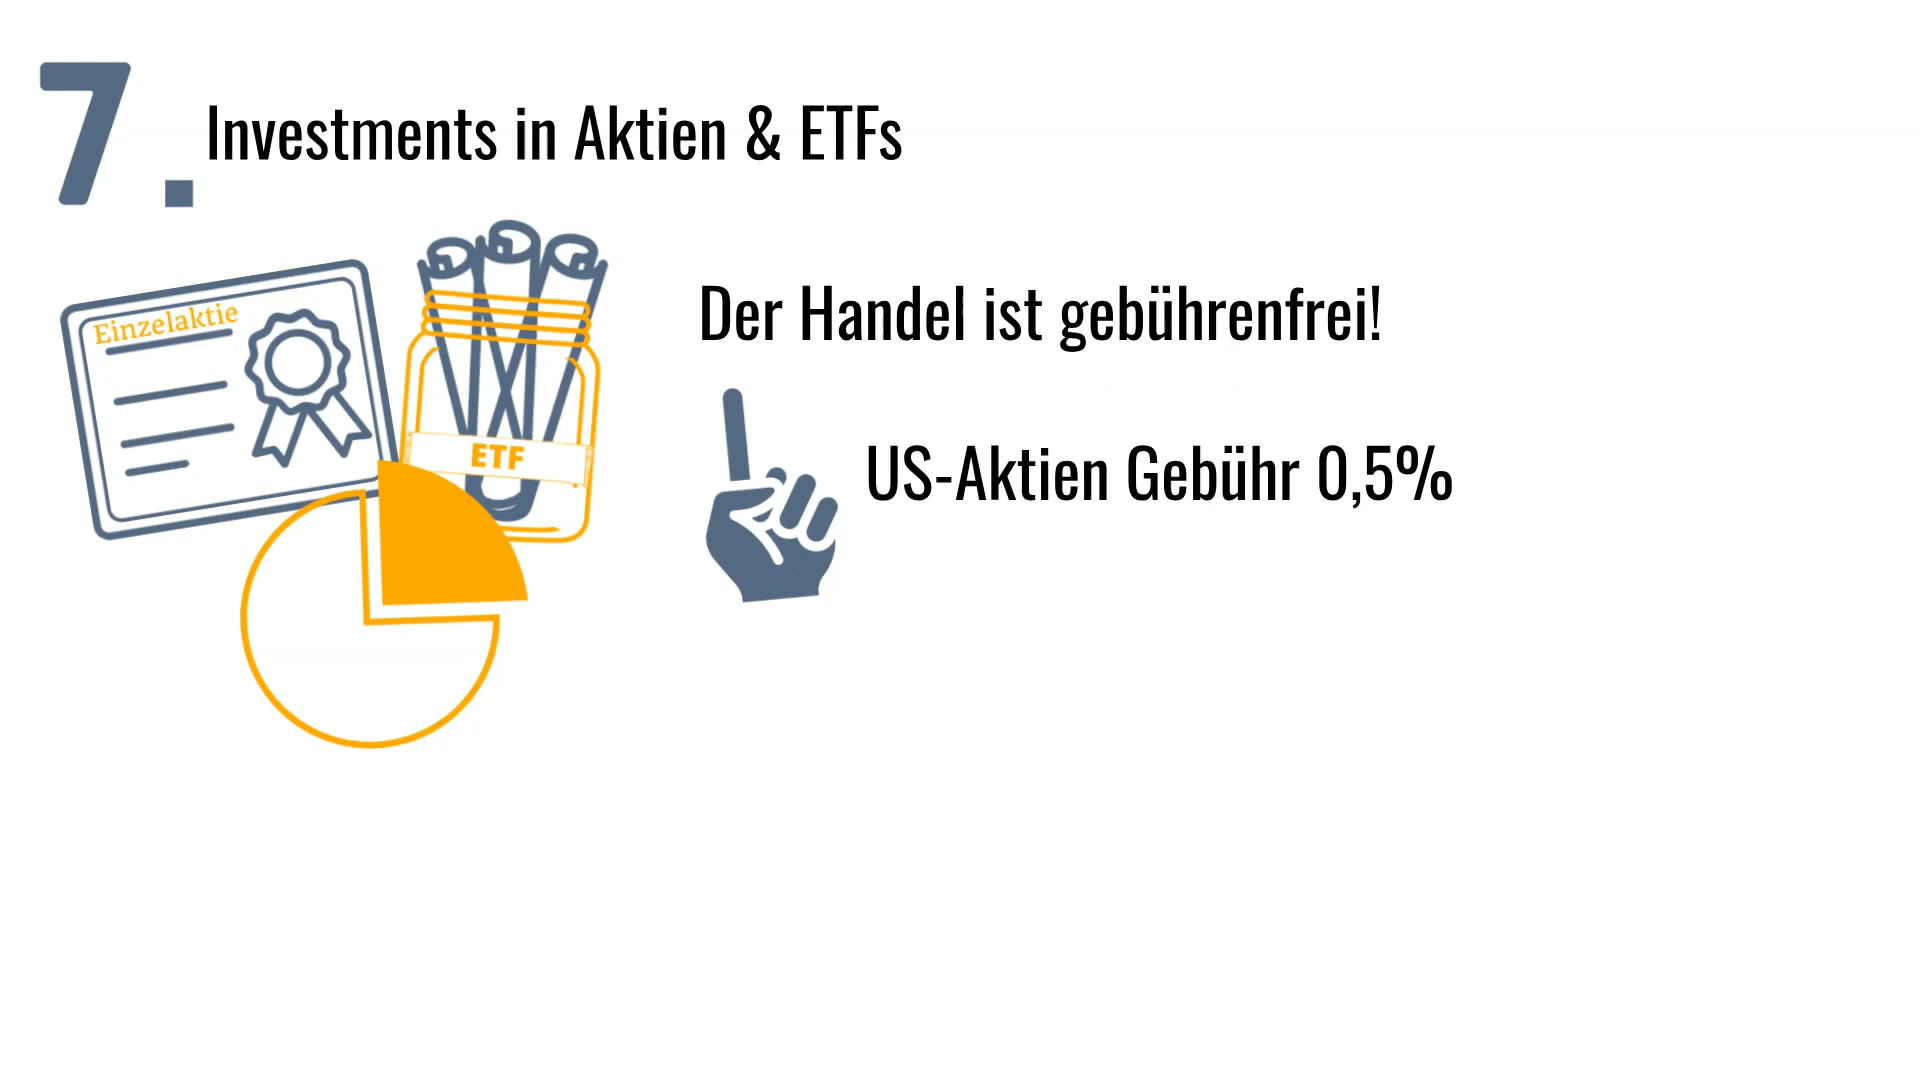 7.
Investments in Aktien & ETFs
Einzelaktie
ETF
Der Handel ist gebührenfrei!
US-Aktien Gebühr 0,5%